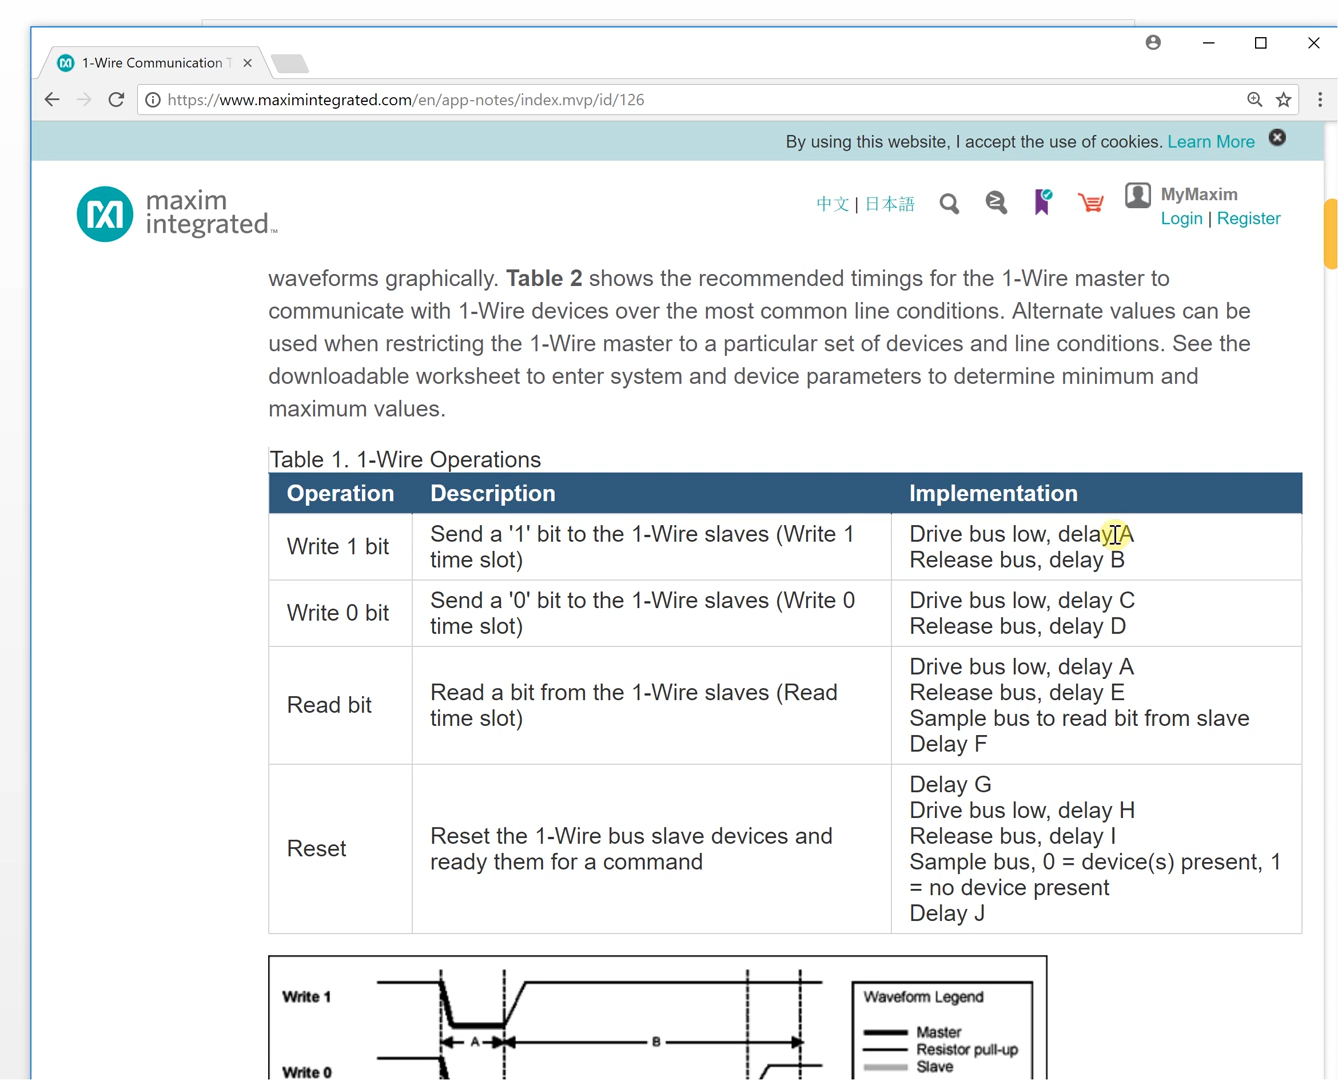 1-Wire Communication T
https://www.maximintegrated.com/en/app-notes/index.mvp/id/126
By using this website, I accept the use of cookies. Learn More
maxim
integrated™
中文 | 日本語
MyMaxim
Login | Register
waveforms graphically. Table 2 shows the recommended timings for the 1-Wire master to
communicate with 1-Wire devices over the most common line conditions. Alternate values can be
used when restricting the 1-Wire master to a particular set of devices and line conditions. See the
downloadable worksheet to enter system and device parameters to determine minimum and
maximum values.
Table 1. 1-Wire Operations
Operation Description Implementation
Write 1 bit
Send a '1' bit to the 1-Wire slaves (Write 1
time slot)
Drive bus low, delay A
Release bus, delay B
Write 0 bit
Send a '0' bit to the 1-Wire slaves (Write 0
time slot)
Drive bus low, delay C
Release bus, delay D
Read bit
Read a bit from the 1-Wire slaves (Read
time slot)
Drive bus low, delay A
Release bus, delay E
Sample bus to read bit from slave
Delay F
Reset
Reset the 1-Wire bus slave devices and
ready them for a command
Delay G
Drive bus low, delay H
Release bus, delay I
Sample bus, 0 = device(s) present, 1
= no device present
Delay J
Write 1
A
B
Write 0
Waveform Legend
Master
Resistor pull-up
Slave